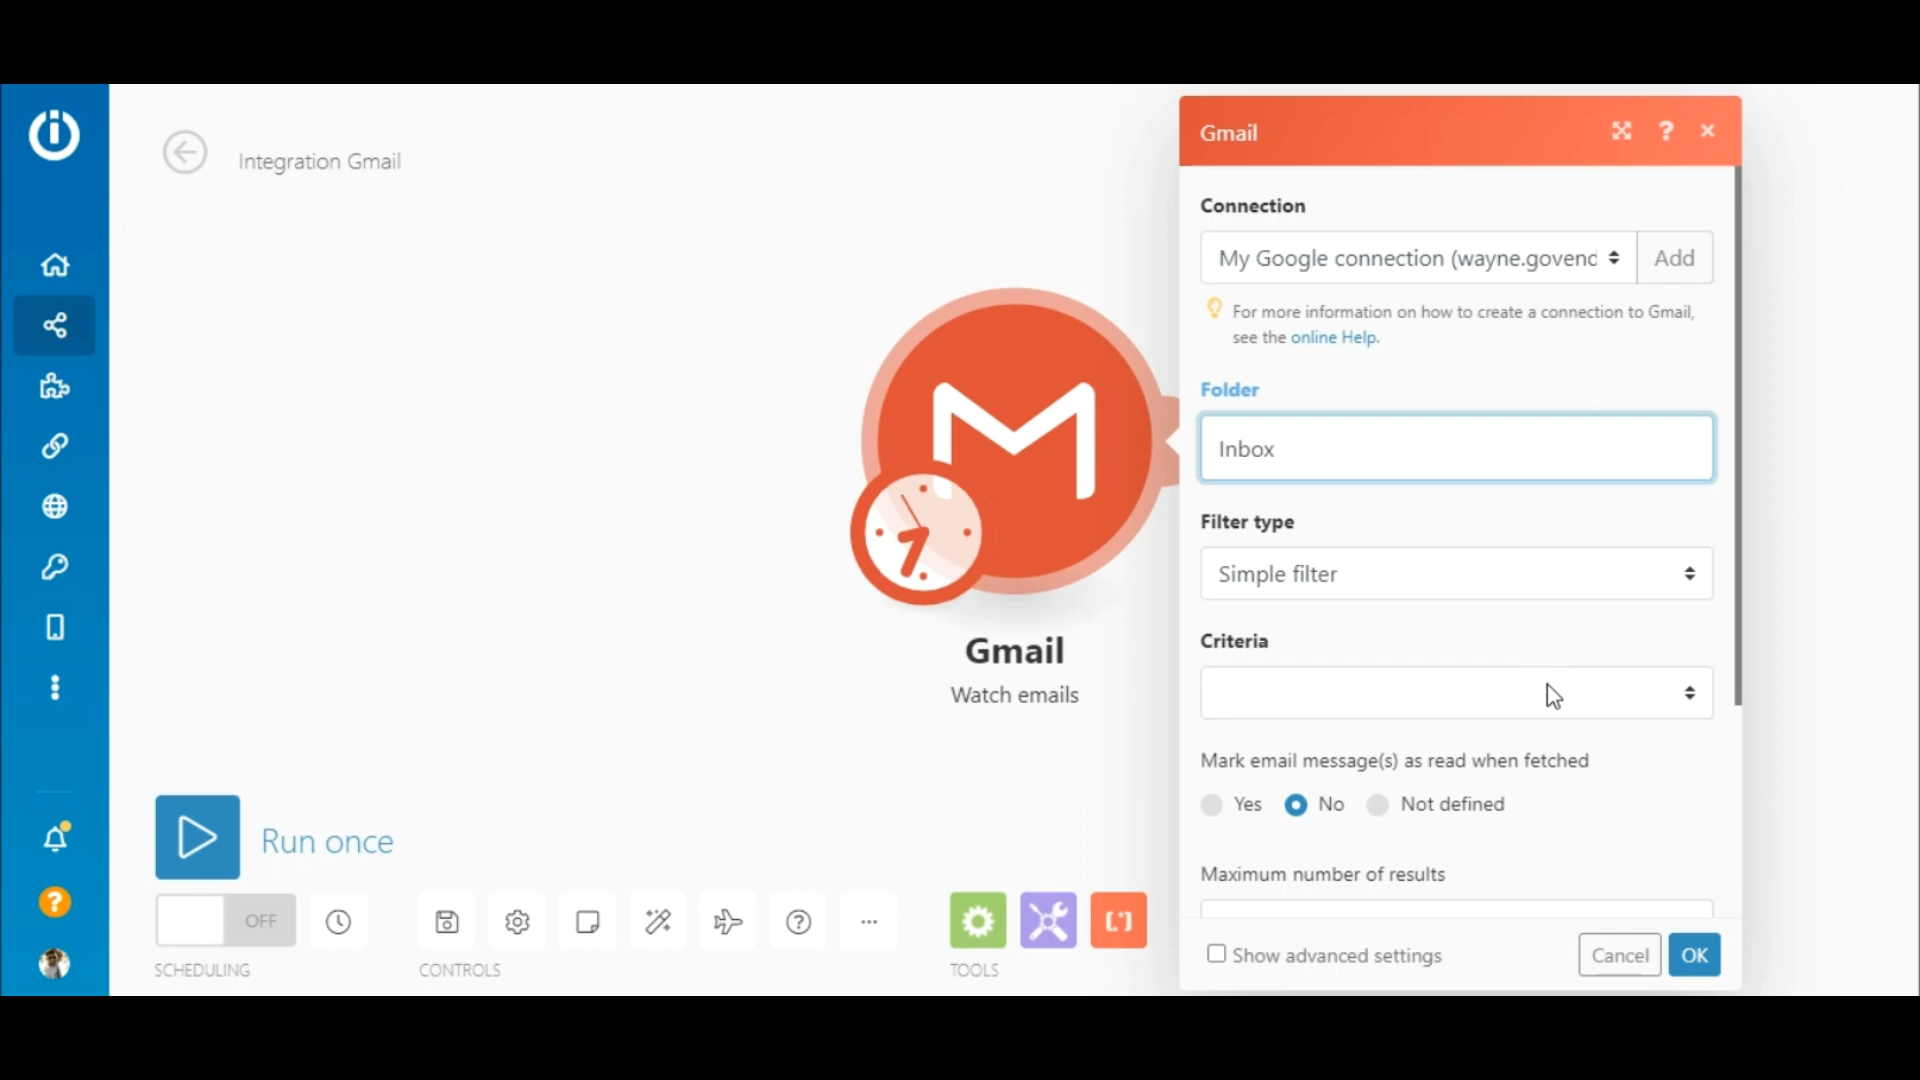 Integration Gmail
Gmail
Watch emails
Run once
OFF
SCHEDULING
CONTROLS
TOOLS
Gmail
Connection
My Google connection (wayne.govend
Add
For more information on how to create a connection to Gmail,
see the online Help.
Folder
Inbox
Filter type
Simple filter
Criteria
Mark email message(s) as read when fetched
Yes No Not defined
Maximum number of results
Show advanced settings
Cancel
OK